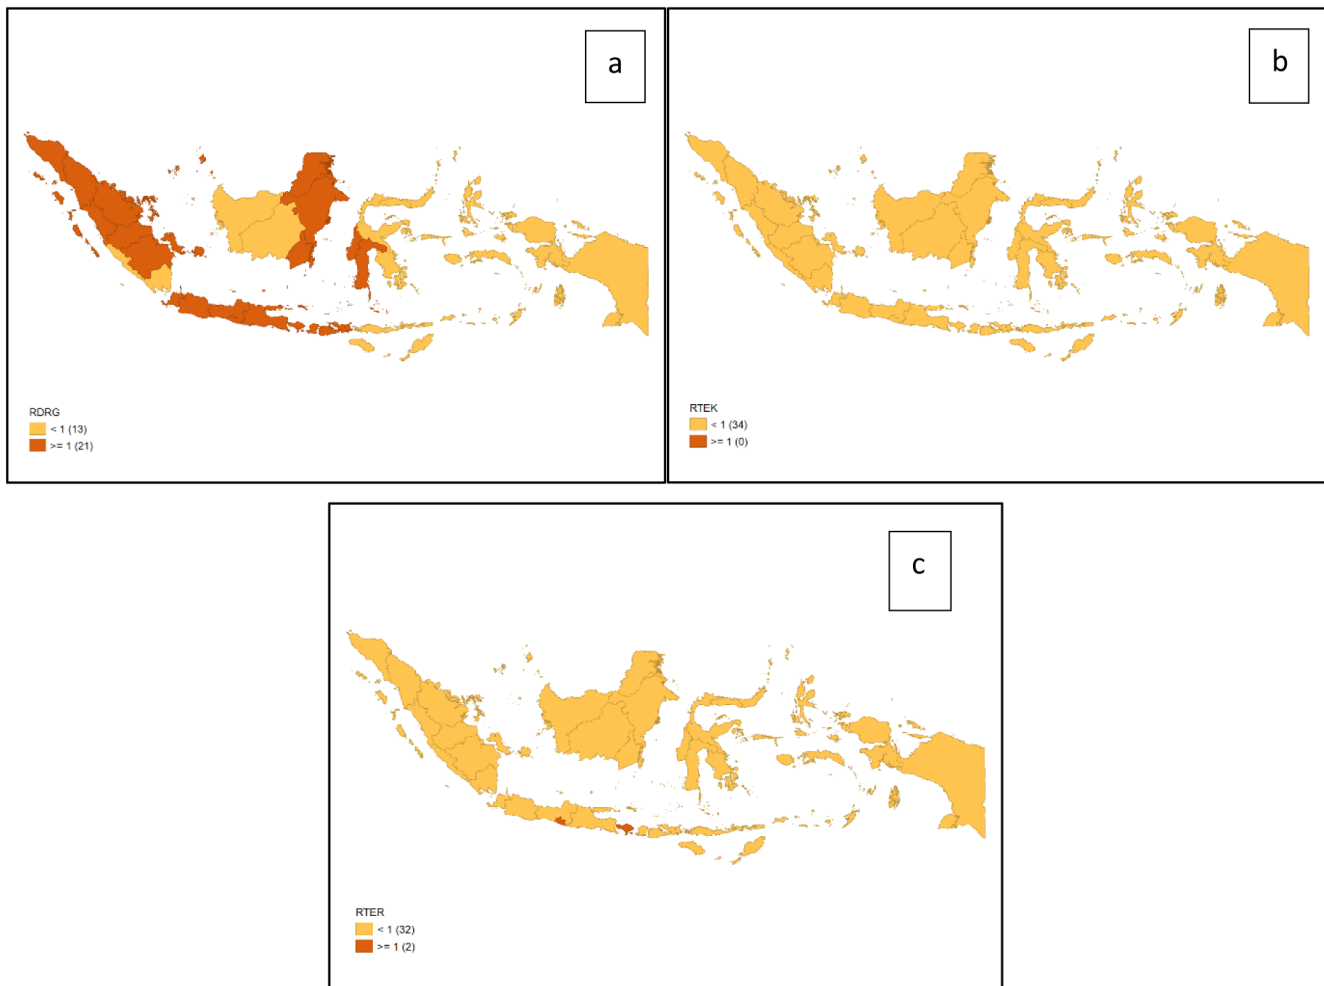 a
b
RDRG
< 1 (13)
>= 1 (21)
RTEK
< 1 (34)
>= 1 (0)
c
RTER
< 1 (32)
>= 1 (2)